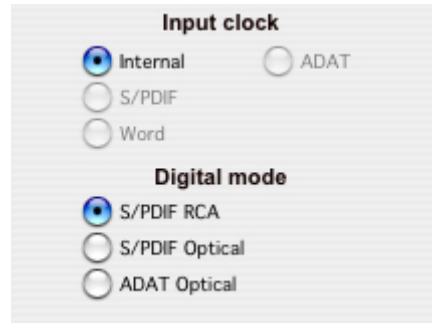 Input clock
Internal ADAT
S/PDIF
Word
Digital mode
S/PDIF RCA
S/PDIF Optical
ADAT Optical